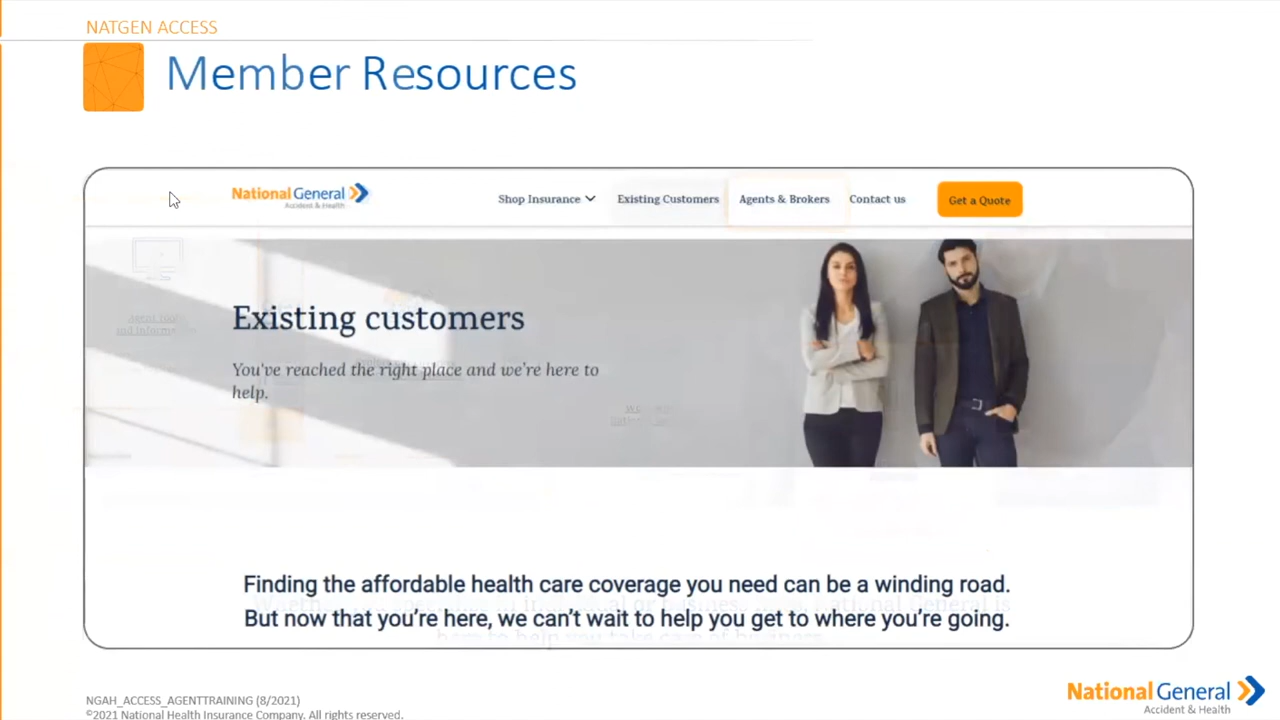 NATGEN ACCESS
Member Resources
National General
Accident & Health
Shop Insurance
Existing Customers
Agents & Brokers
Contact us
Get a Quote
Existing customers
You've reached the right place and we're here to
help.
Finding the affordable health care coverage you need can be a winding road.
But now that you're here, we can't wait to help you get to where you're going.
NGAH_ACCESS_AGENTTRAINING (8/2021)
©2021 National Health Insurance Company. All rights reserved.
National General
Accident & Health